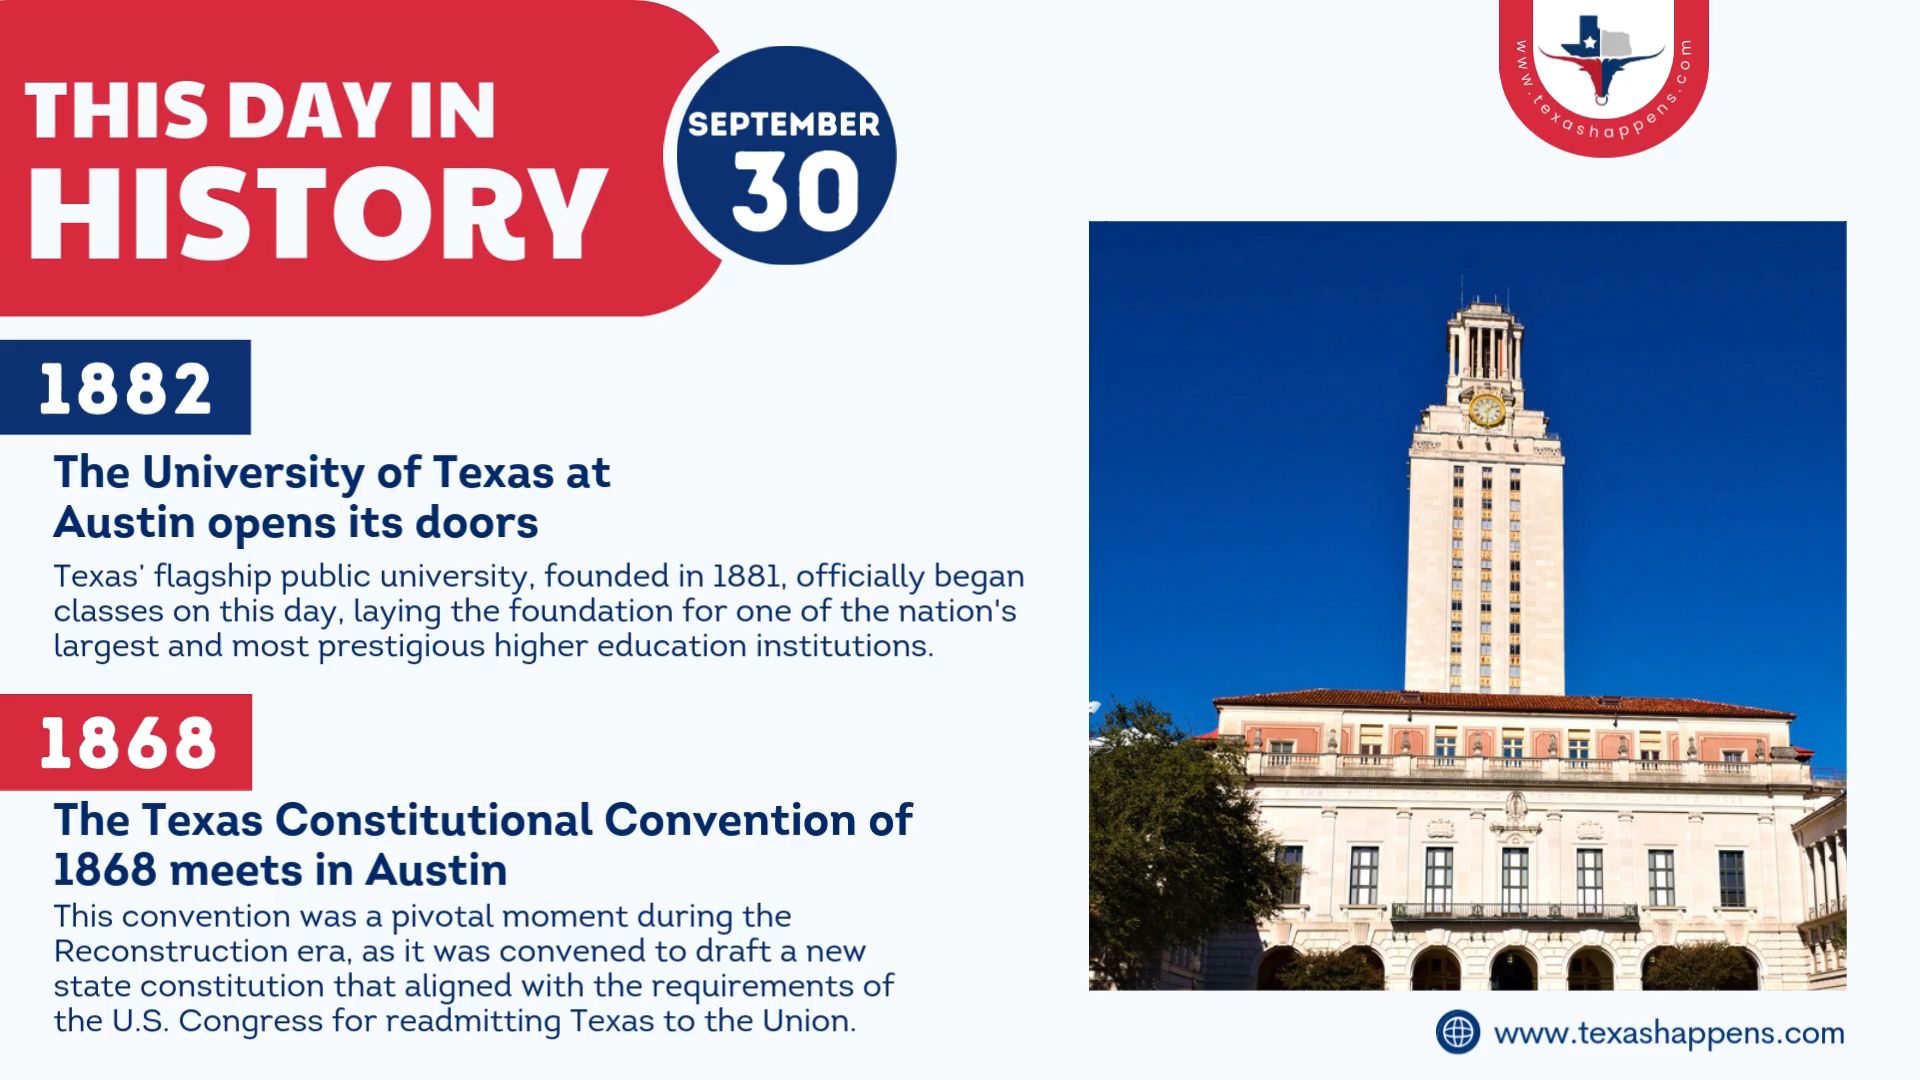 THIS DAY IN
HISTORY
SEPTEMBER
30
www.texashappens.com
1882
The University of Texas at
Austin opens its doors
Texas’ flagship public university, founded in 1881, officially began
classes on this day, laying the foundation for one of the nation's
largest and most prestigious higher education institutions.
1868
The Texas Constitutional Convention of
1868 meets in Austin
This convention was a pivotal moment during the
Reconstruction era, as it was convened to draft a new
state constitution that aligned with the requirements of
the U.S. Congress for readmitting Texas to the Union.
www.texashappens.com